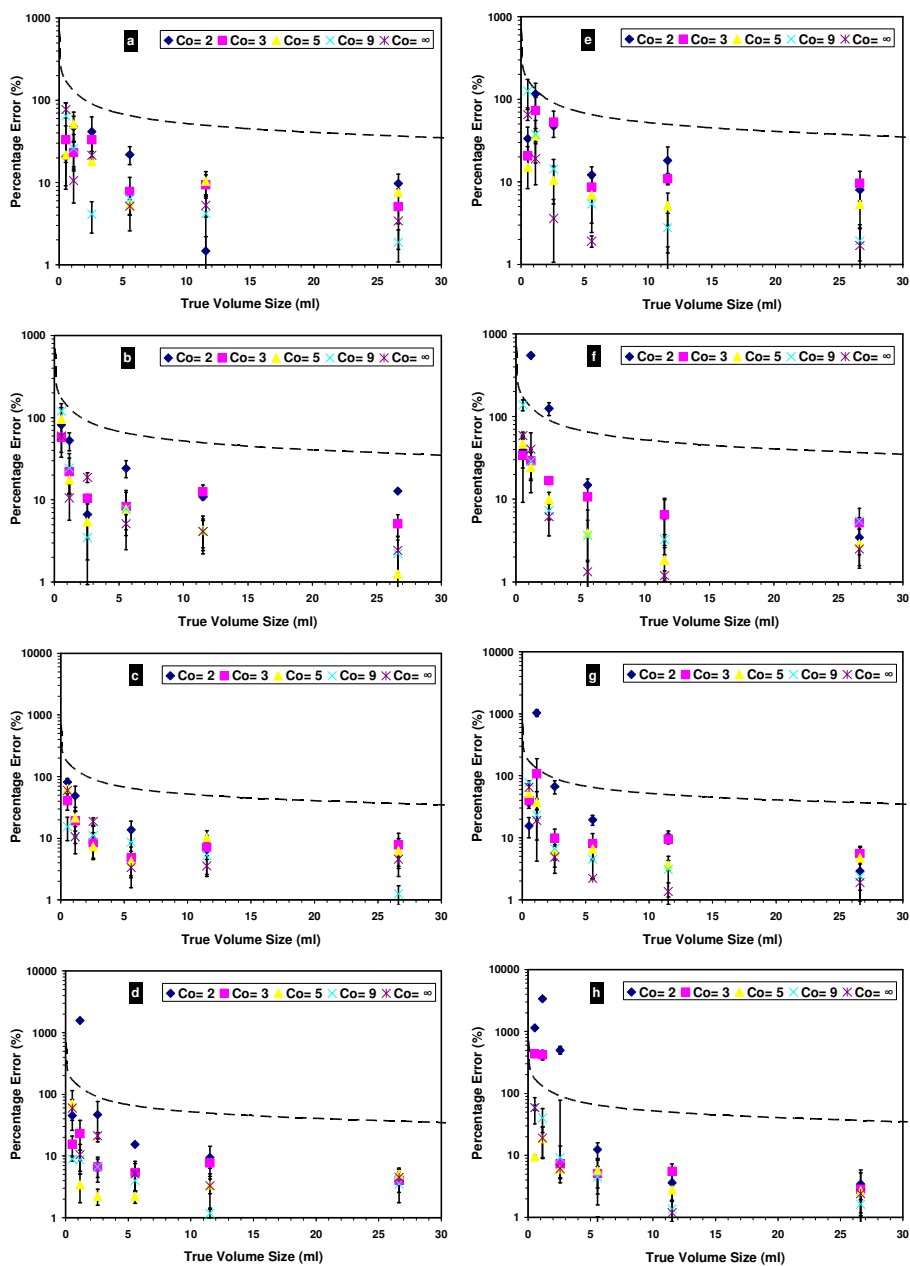 a
Co= 2 Co= 3 Co= 5 Co= 9 Co= ∞
Percentage Error (%)
1000
100
10
1
0 5 10 15 20 25 30
True Volume Size (ml)
e
Co= 2 Co= 3 Co= 5 Co= 9 Co= ∞
Percentage Error (%)
1000
100
10
1
0 5 10 15 20 25 30
True Volume Size (ml)
b
Co= 2 Co= 3 Co= 5 Co= 9 Co= ∞
Percentage Error (%)
1000
100
10
1
0 5 10 15 20 25 30
True Volume Size (ml)
f
Co= 2 Co= 3 Co= 5 Co= 9 Co= ∞
Percentage Error (%)
1000
100
10
1
0 5 10 15 20 25 30
True Volume Size (ml)
c
Co= 2 Co= 3 Co= 5 Co= 9 Co= ∞
Percentage Error (%)
10000
1000
100
10
1
0 5 10 15 20 25 30
True Volume Size (ml)
g
Co= 2 Co= 3 Co= 5 Co= 9 Co= ∞
Percentage Error (%)
10000
1000
100
10
1
0 5 10 15 20 25 30
True Volume Size (ml)
d
Co= 2 Co= 3 Co= 5 Co= 9 Co= ∞
Percentage Error (%)
10000
1000
100
10
1
0 5 10 15 20 25 30
True Volume Size (ml)
h
Co= 2 Co= 3 Co= 5 Co= 9 Co= ∞
Percentage Error (%)
10000
1000
100
10
1
0 5 10 15 20 25 30
True Volume Size (ml)